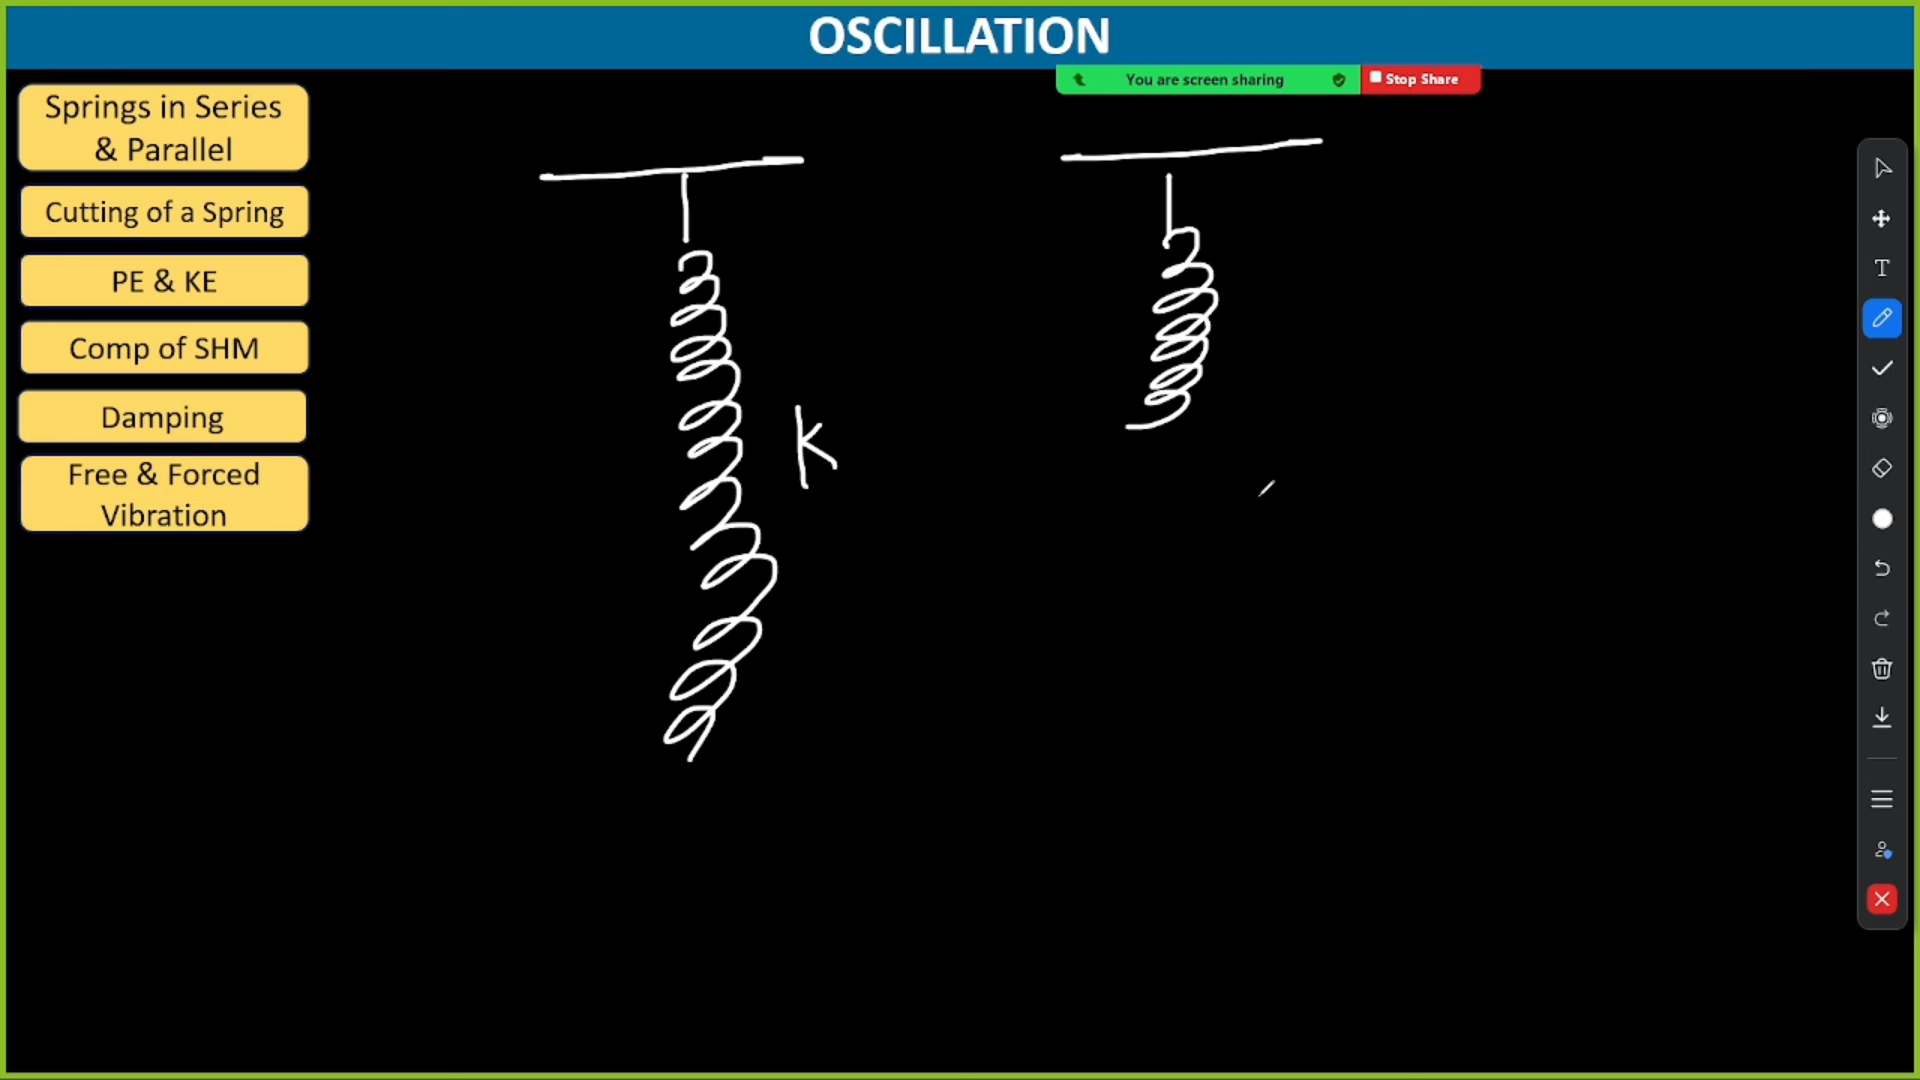 OSCILLATION
You are screen sharing
Stop Share
Springs in Series
& Parallel
Cutting of a Spring
PE & KE
Comp of SHM
Damping
Free & Forced
Vibration
K
T